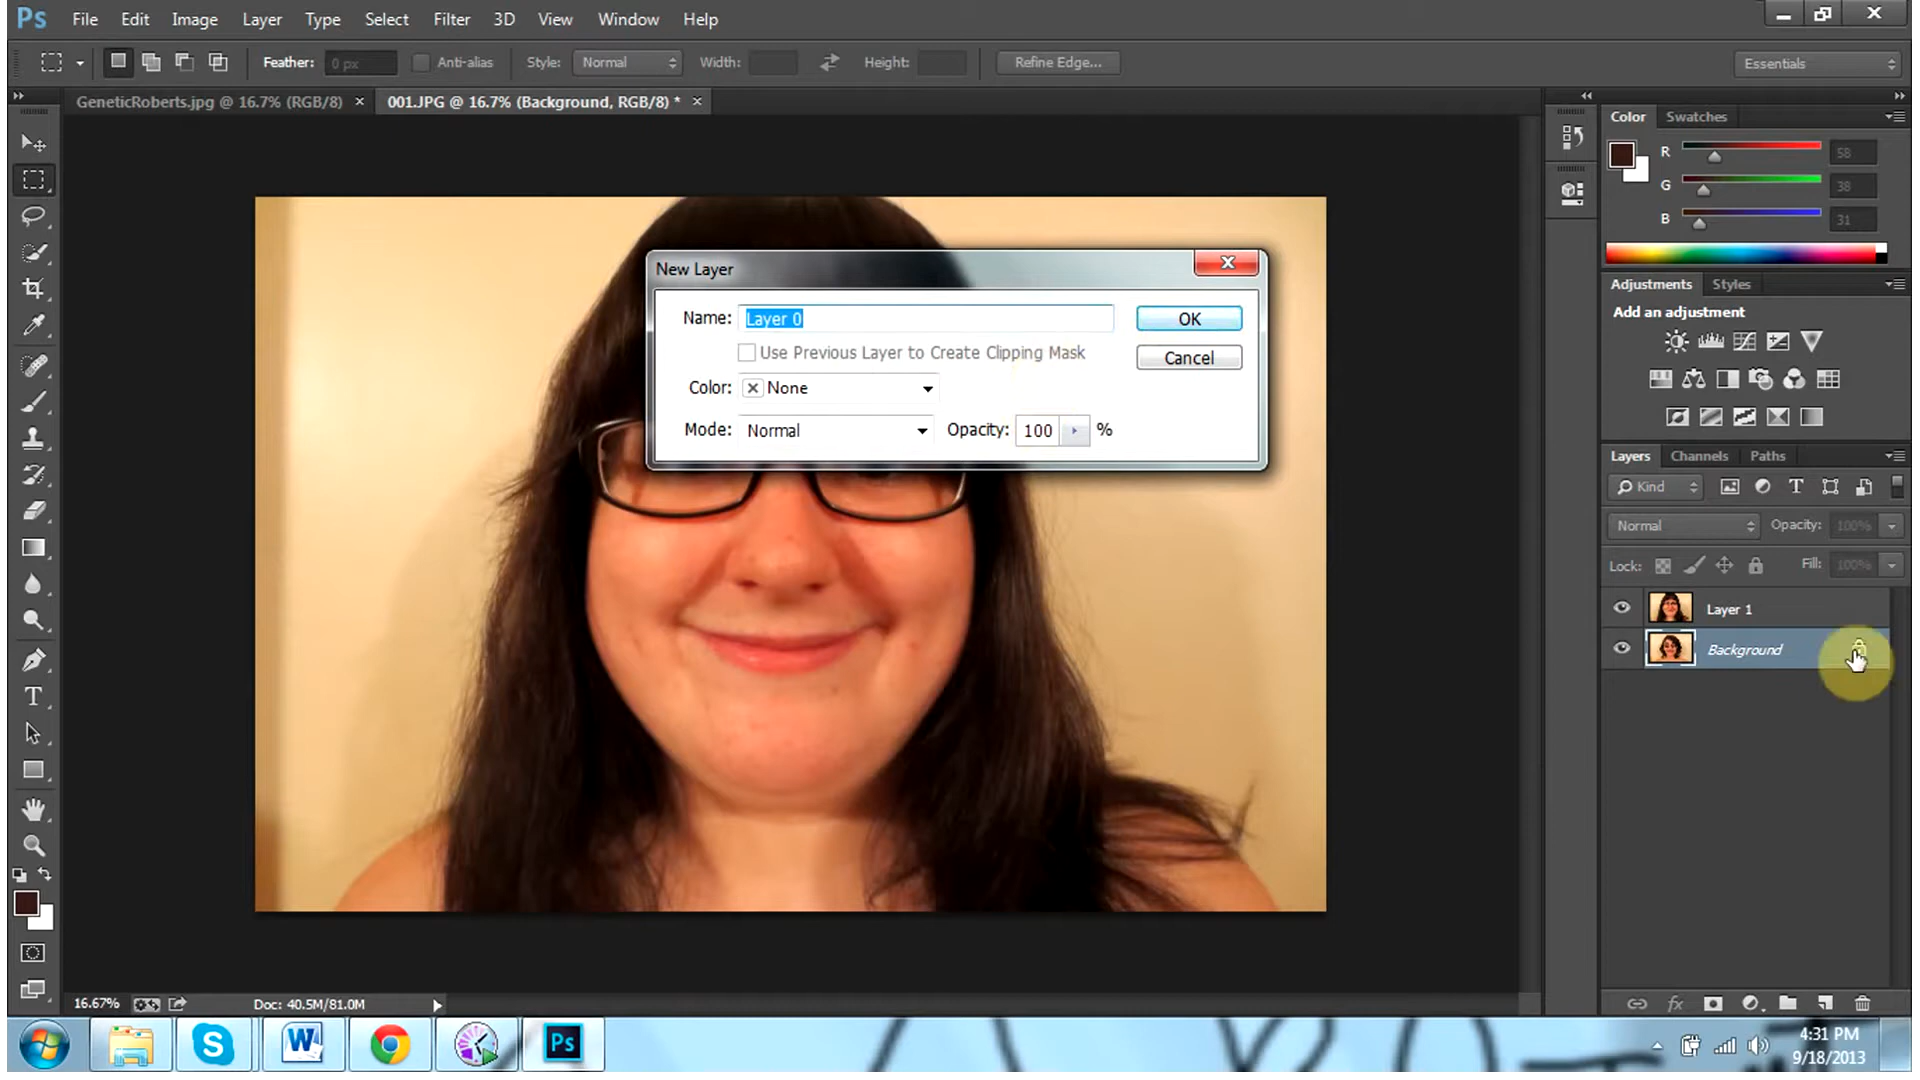 Ps File Edit Image Layer Type Select Filter 3D View Window Help
Feather: 0 px Anti-alias Style: Normal Width: Height: Refine Edge... Essentials
GeneticRoberts.jpg @ 16.7% (RGB/8) × 001.JPG @ 16.7% (Background, RGB/8) * ×
Color Swatches
R 58
G 38
B 31
Adjustments Styles
Add an adjustment
Layers Channels Paths
Kind
Normal Opacity: 100%
Lock: Fill: 100%
Layer 1
Background
New Layer
Name: Layer 0 OK
Use Previous Layer to Create Clipping Mask Cancel
Color: None
Mode: Normal Opacity: 100 %
T
16.67% Doc: 40.5M/81.0M
fx
S W Ps
4:31 PM
9/18/2013